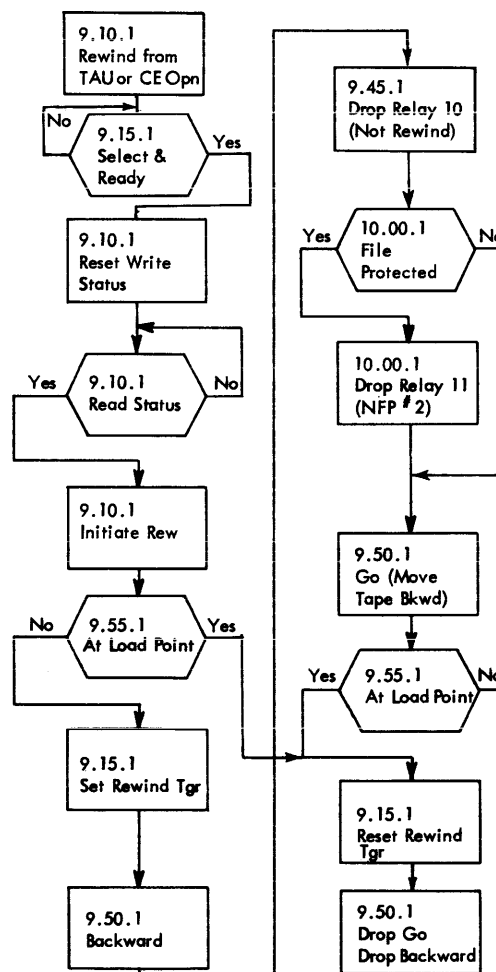 9.10.1
Rewind from
TAU or CE Opn
No
9.15.1
Select &
Ready
Yes
9.10.1
Reset Write
Status
Yes
9.10.1
Read Status
No
9.10.1
Initiate Rew
No
9.55.1
At Load Point
Yes
9.15.1
Set Rewind Tgr
9.50.1
Backward
9.45.1
Drop Relay 10
(Not Rewind)
Yes
10.00.1
File
Protected
No
10.00.1
Drop Relay 11
(NFP # 2)
9.50.1
Go (Move
Tape Bkwd)
Yes
9.55.1
At Load Point
No
9.15.1
Reset Rewind
Tgr
9.50.1
Drop Go
Drop Backward